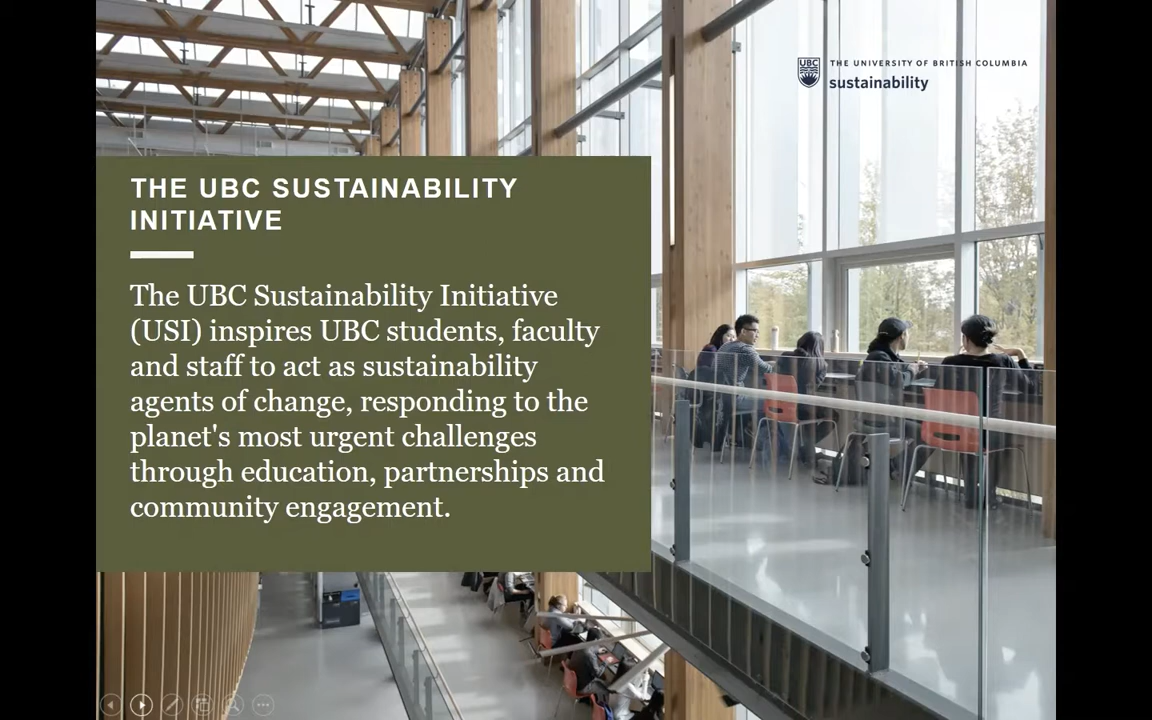 UBC
THE UNIVERSITY OF BRITISH COLUMBIA
sustainability
THE UBC SUSTAINABILITY
INITIATIVE
The UBC Sustainability Initiative
(USI) inspires UBC students, faculty
and staff to act as sustainability
agents of change, responding to the
planet's most urgent challenges
through education, partnerships and
community engagement.